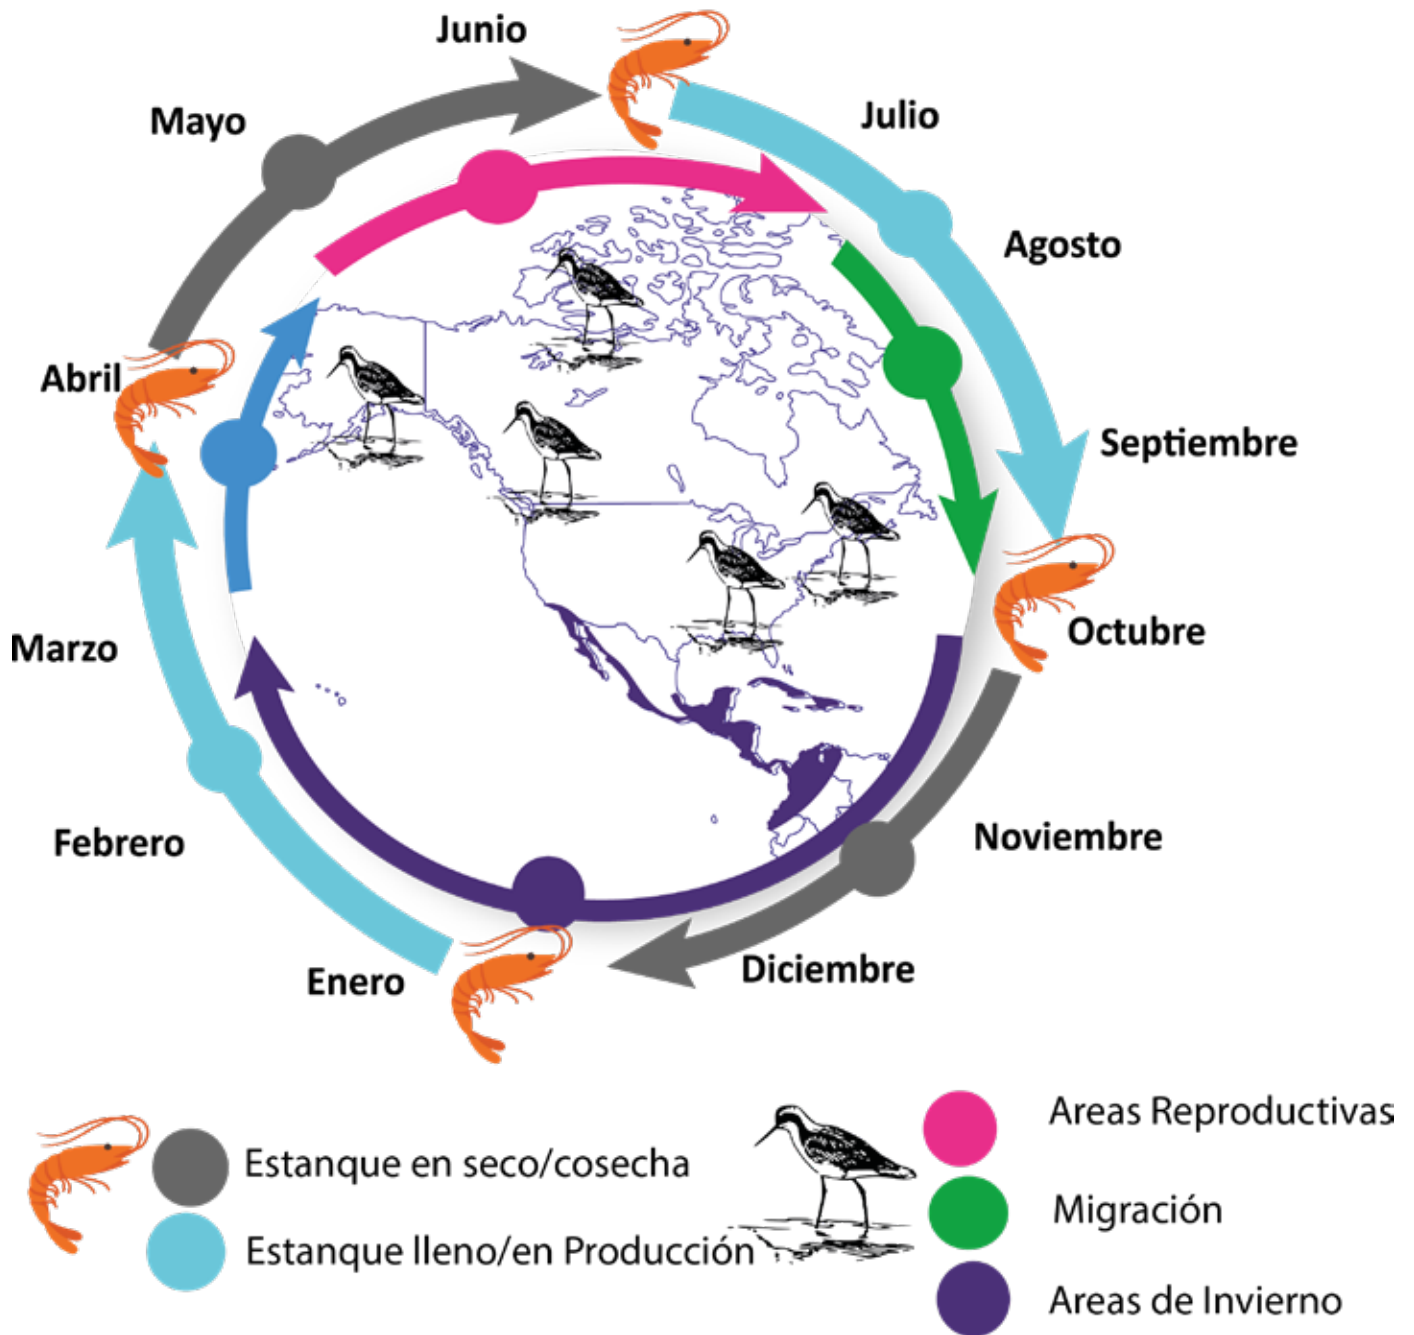 Junio
Mayo
Julio
Agosto
Abril
Septiembre
Octubre
Marzo
Noviembre
Febrero
Diciembre
Enero
Estanque en seco/cosecha
Estanque lleno/en Producción
Areas Reproductivas
Migración
Areas de Invierno